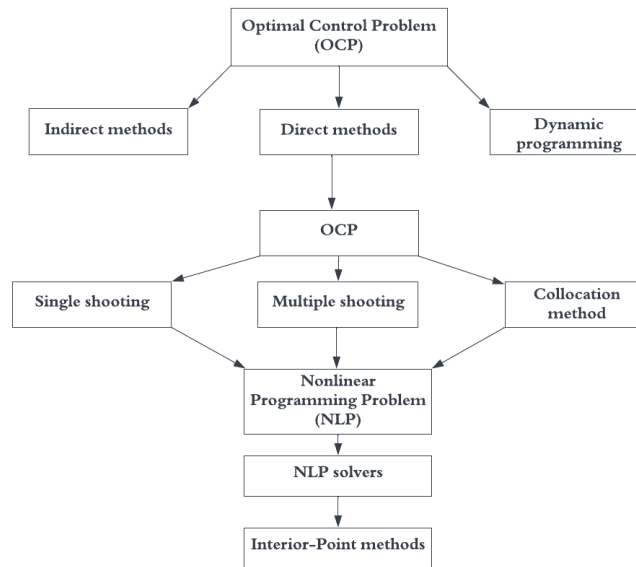 Optimal Control Problem
(OCP)
Indirect methods
Direct methods
Dynamic
programming
OCP
Single shooting
Multiple shooting
Collocation
method
Nonlinear
Programming Problem
(NLP)
NLP solvers
Interior-Point methods